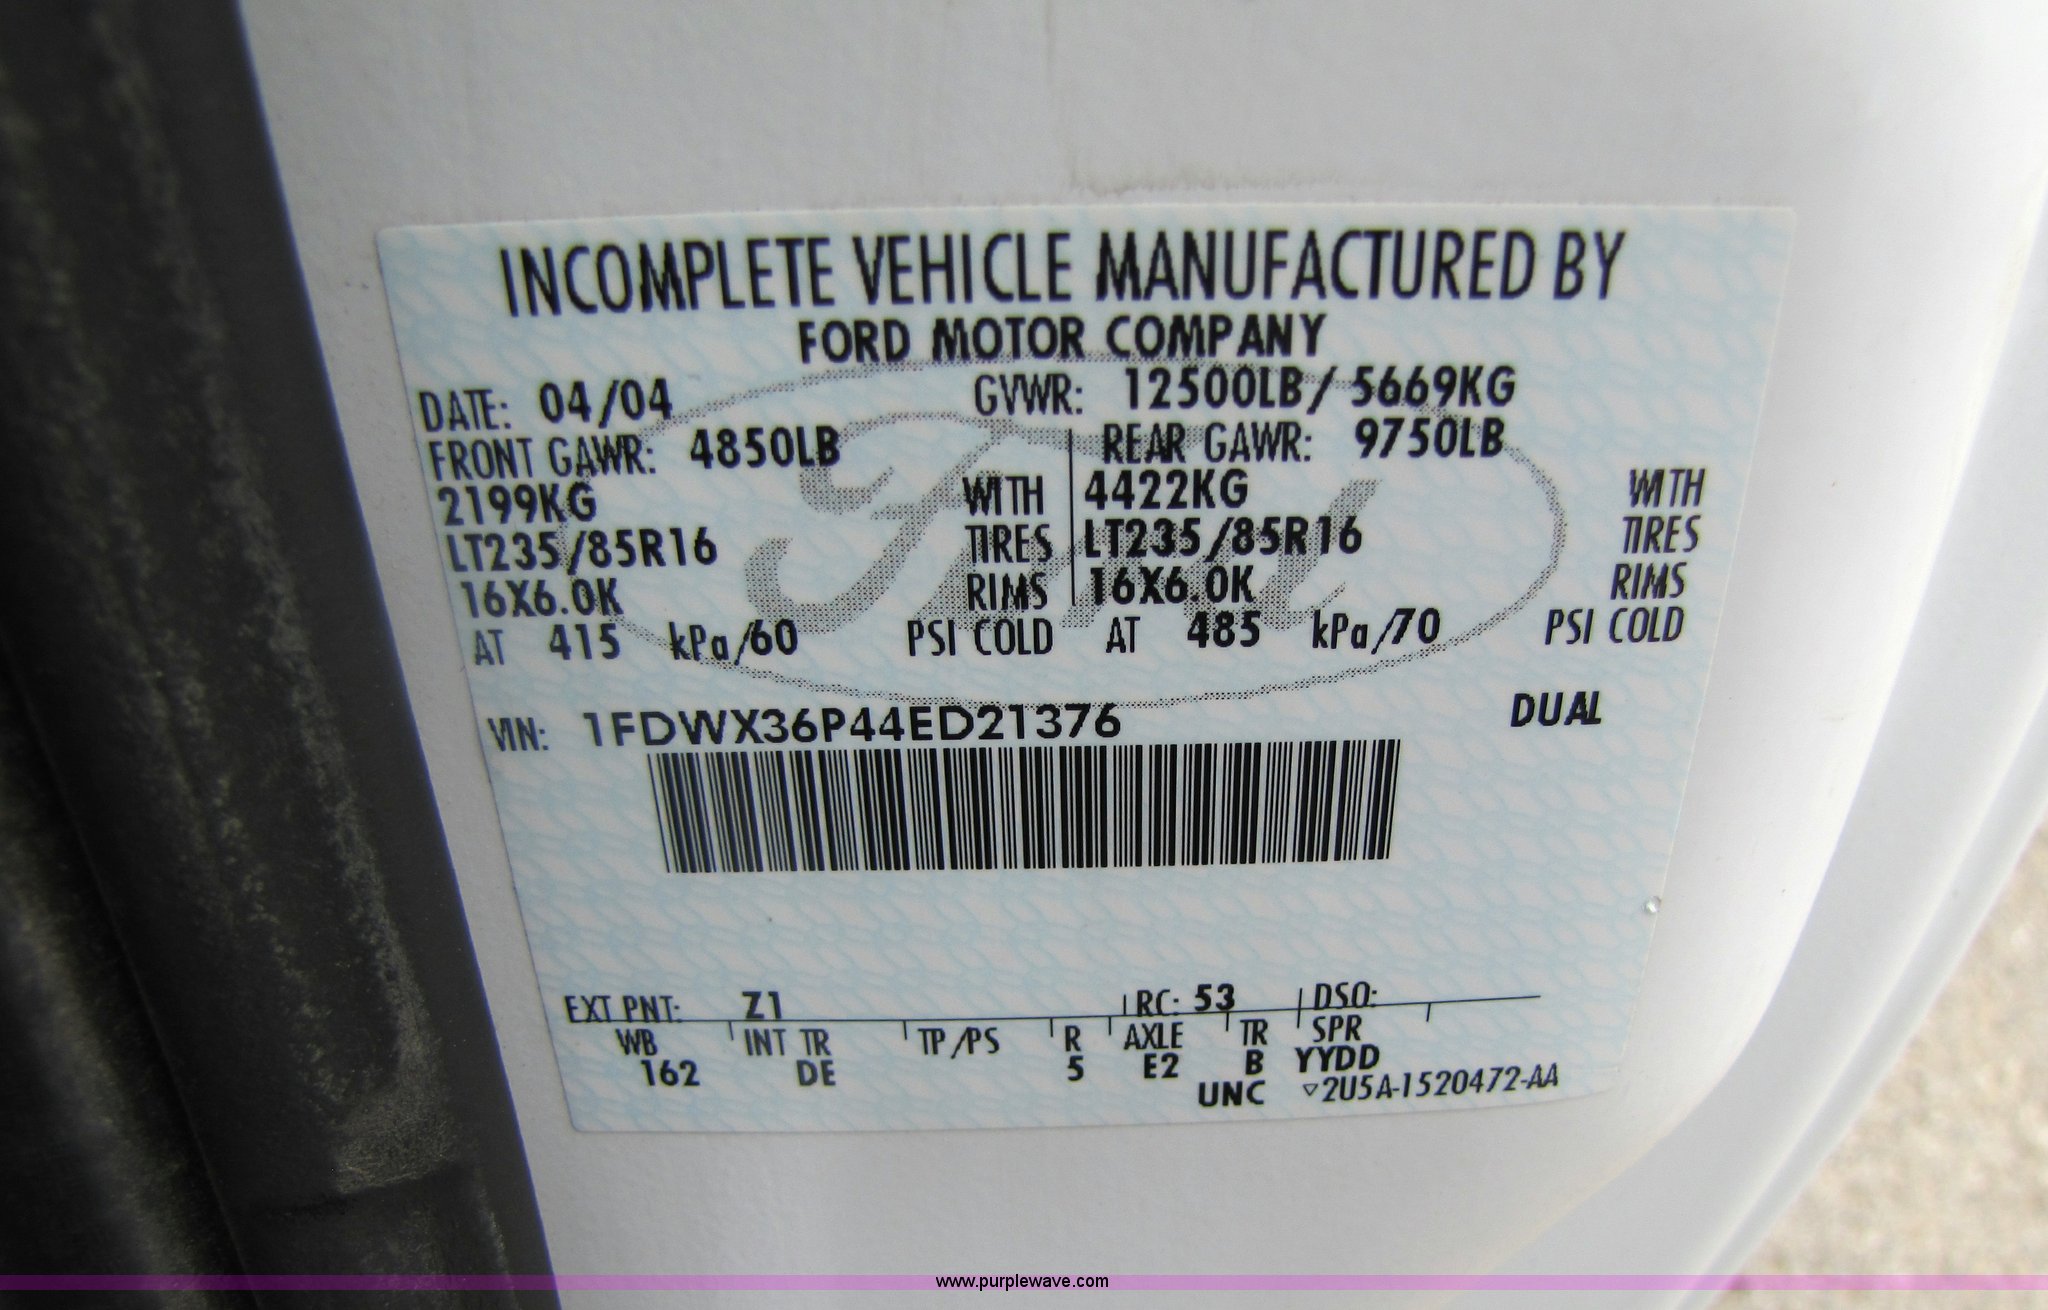 INCOMPLETE VEHICLE MANUFACTURED BY
FORD MOTOR COMPANY
DATE: 04/04 GVWR: 12500LB/ 5669KG
FRONT GAWR: 4850LB REAR GAWR: 9750LB
2199KG WITH 4422KG WITH
LT235/85R16 TIRES LT235/85R16 TIRES
16X6.0K RIMS 16X6.0K RIMS
AT 415 kPa/60 PSI COLD AT 485 kPa/70 PSI COLD
VIN: 1FDWX36P44ED21376 DUAL
EXT PNT: Z1 RC: 53 DSO:
WB INT TR TP/PS R AXLE TR SPR
162 DE 5 E2 B YYDD
UNC ▽2U5A-1520472-AA
Ford
www.purplewave.com